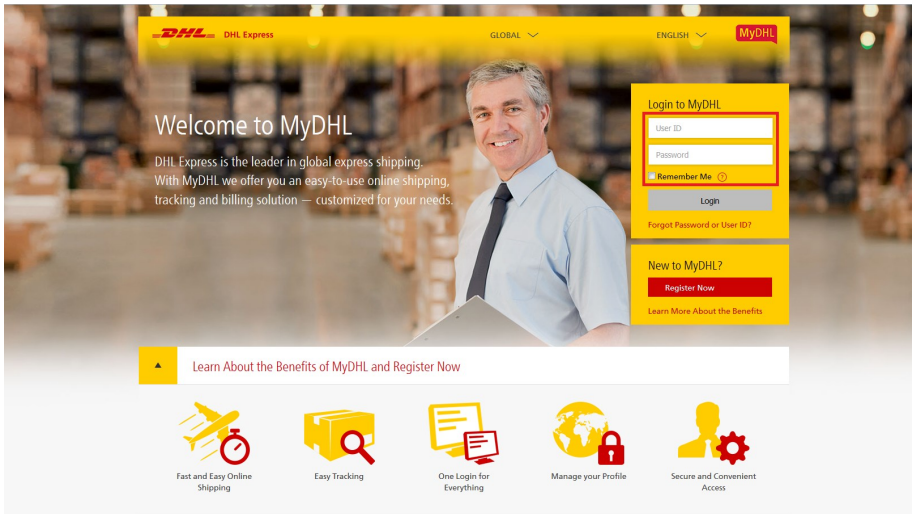 DHL DHL Express
GLOBAL
ENGLISH
MyDHL
Welcome to MyDHL
DHL Express is the leader in global express shipping.
With MyDHL we offer you an easy-to-use online shipping,
tracking and billing solution — customized for your needs.
Login to MyDHL
User ID
Password
Remember Me ?
Login
Forgot Password or User ID?
New to MyDHL?
Register Now
Learn More About the Benefits
Learn About the Benefits of MyDHL and Register Now
Fast and Easy Online
Shipping
Easy Tracking
One Login for
Everything
Manage your Profile
Secure and Convenient
Access